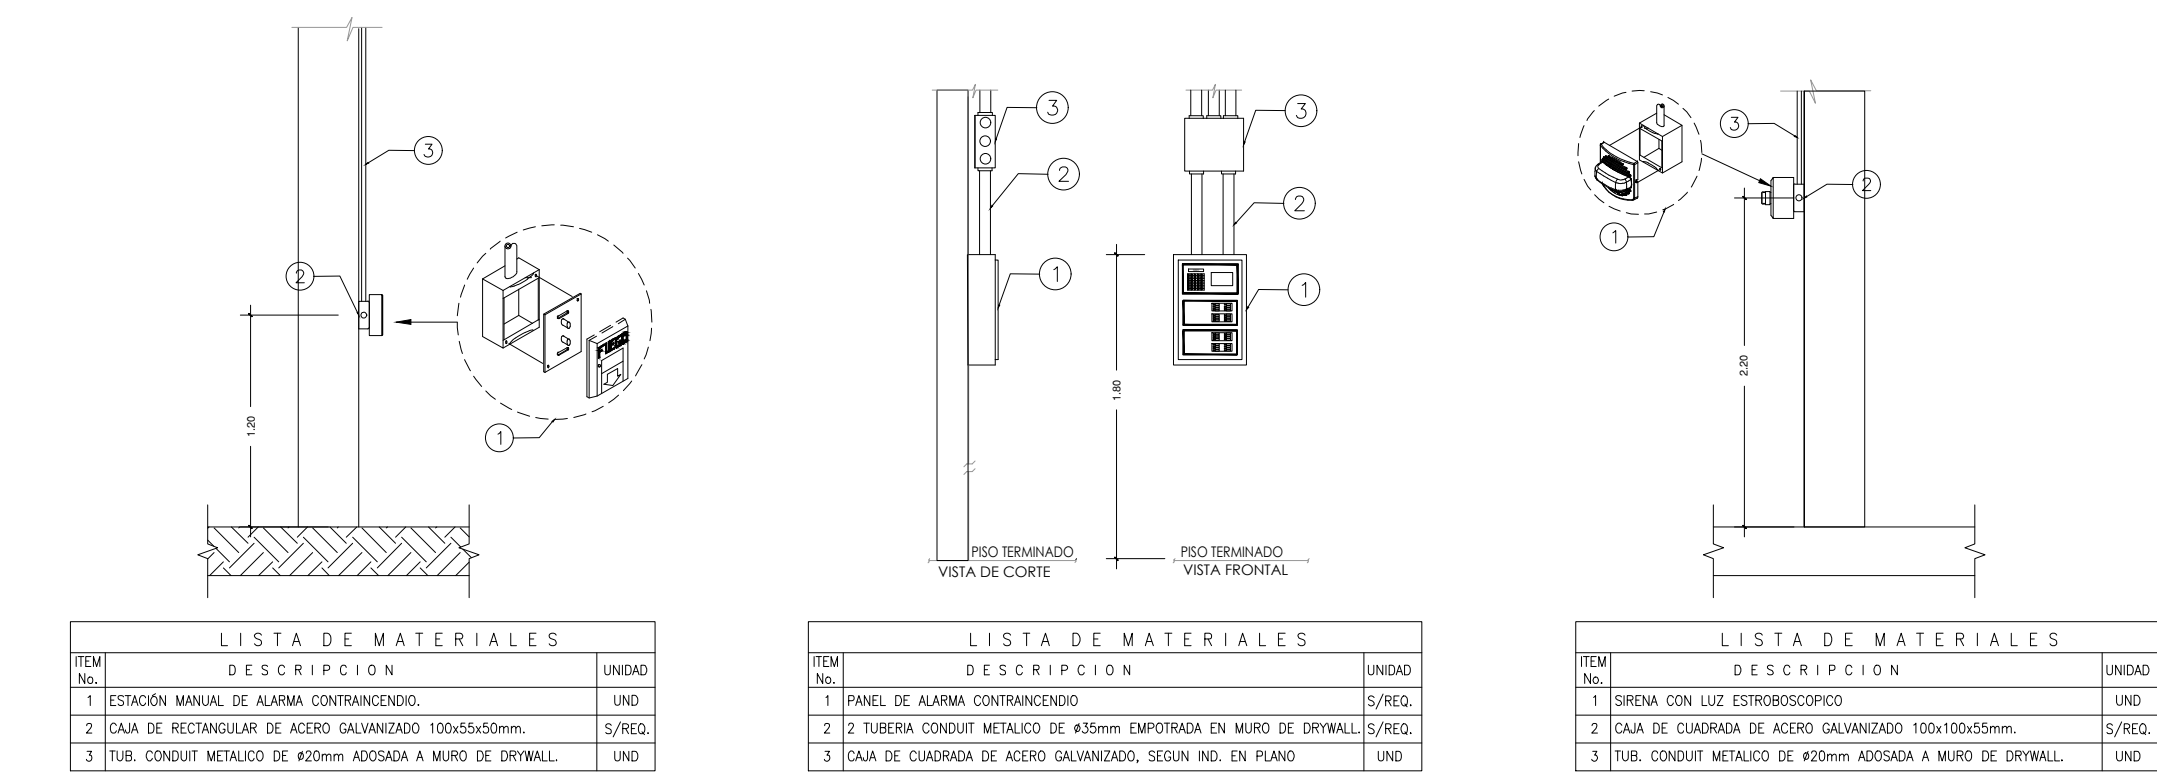 3
2
FUEGO
1
1.20
LISTA DE MATERIALES
ITEM No. DESCRIPCION UNIDAD
1 ESTACIÓN MANUAL DE ALARMA CONTRAINCENDIO. UND
2 CAJA DE RECTANGULAR DE ACERO GALVANIZADO 100x55x50mm. S/REQ.
3 TUB. CONDUIT METALICO DE ø20mm ADOSADA A MURO DE DRYWALL. UND
3
2
1
PISO TERMINADO
VISTA DE CORTE
3
2
1
1.80
PISO TERMINADO
VISTA FRONTAL
LISTA DE MATERIALES
ITEM No. DESCRIPCION UNIDAD
1 PANEL DE ALARMA CONTRAINCENDIO S/REQ.
2 2 TUBERIA CONDUIT METALICO DE ø35mm EMPOTRADA EN MURO DE DRYWALL. S/REQ.
3 CAJA DE CUADRADA DE ACERO GALVANIZADO, SEGUN IND. EN PLANO UND
3
2
1
2.20
LISTA DE MATERIALES
ITEM No. DESCRIPCION UNIDAD
1 SIRENA CON LUZ ESTROBOSCOPICO UND
2 CAJA DE CUADRADA DE ACERO GALVANIZADO 100x100x55mm. S/REQ.
3 TUB. CONDUIT METALICO DE ø20mm ADOSADA A MURO DE DRYWALL. UND